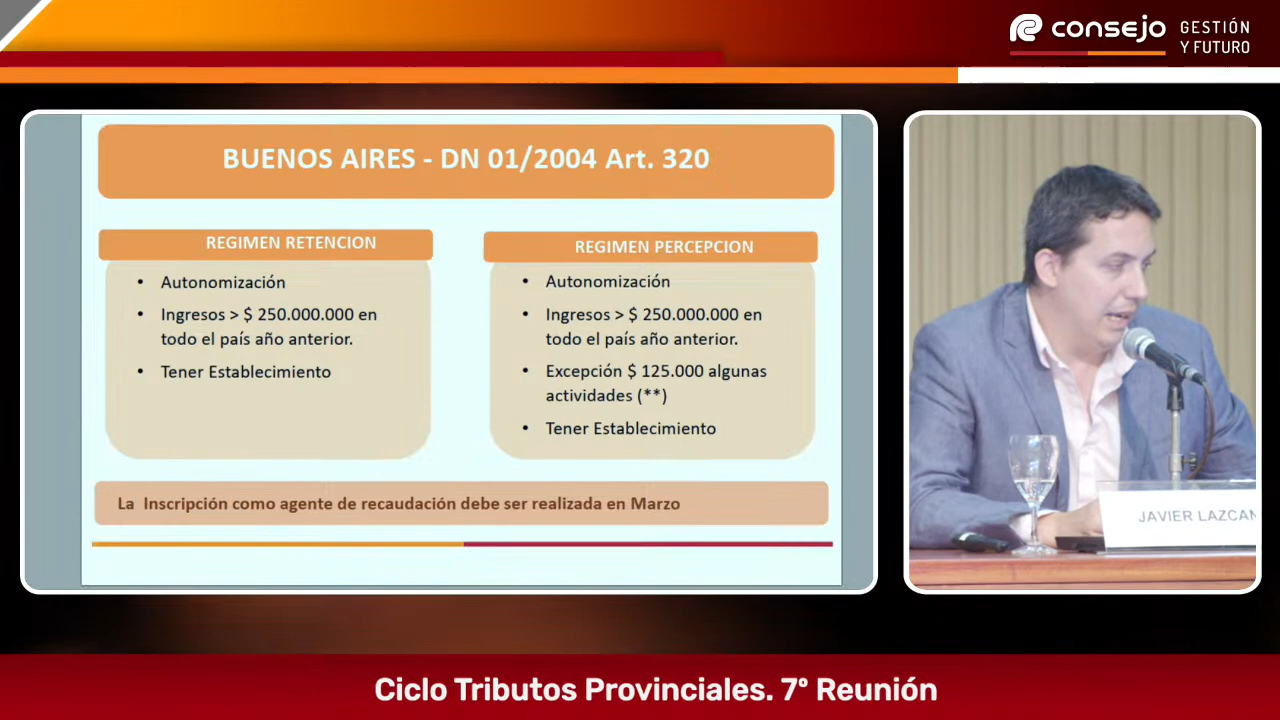 consejo
GESTIÓN
Y FUTURO
BUENOS AIRES - DN 01/2004 Art. 320
REGIMEN RETENCION
• Autonomización
• Ingresos > $ 250.000.000 en
todo el país año anterior.
• Tener Establecimiento
REGIMEN PERCEPCION
• Autonomización
• Ingresos > $ 250.000.000 en
todo el país año anterior.
• Excepción $ 125.000 algunas
actividades (**)
• Tener Establecimiento
La Inscripción como agente de recaudación debe ser realizada en Marzo
JAVIER LAZCAN
Ciclo Tributos Provinciales. 7º Reunión